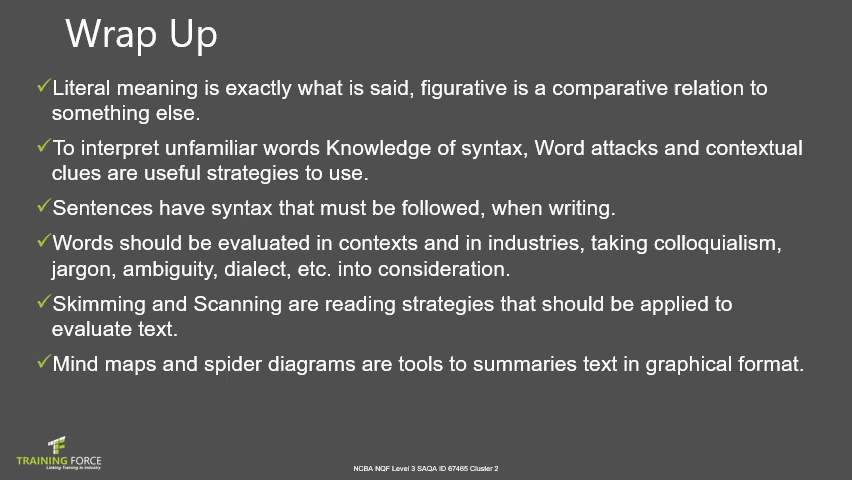 Wrap Up
✓Literal meaning is exactly what is said, figurative is a comparative relation to
something else.
✓To interpret unfamiliar words Knowledge of syntax, Word attacks and contextual
clues are useful strategies to use.
✓Sentences have syntax that must be followed, when writing.
✓Words should be evaluated in contexts and in industries, taking colloquialism,
jargon, ambiguity, dialect, etc. into consideration.
✓Skimming and Scanning are reading strategies that should be applied to
evaluate text.
✓Mind maps and spider diagrams are tools to summaries text in graphical format.
TRAINING FORCE
Linking Training to Industry
NCBA NQF Level 3 SAQA ID 67465 Cluster 2